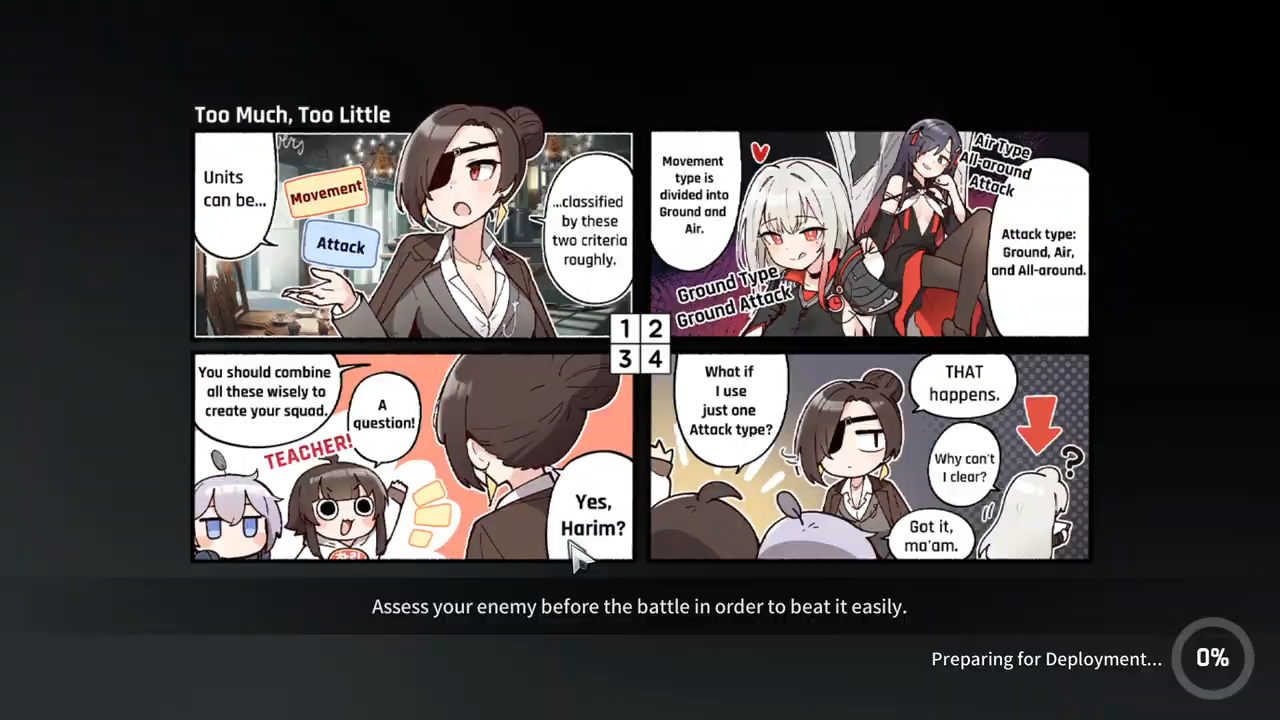 Too Much, Too Little
Units
can be...
Movement
Attack
...classified
by these
two criteria
roughly.
Movement
type is
divided into
Ground and
Air.
Ground Type
Ground Attack
Air Type
All-around
Attack
Attack type:
Ground, Air,
and All-around.
1 2
3 4
You should combine
all these wisely to
create your squad.
TEACHER!
A
question!
Yes,
Harim?
What if
I use
just one
Attack type?
THAT
happens.
Why can't
I clear?
?
Got it,
ma'am.
Assess your enemy before the battle in order to beat it easily.
Preparing for Deployment...
0%